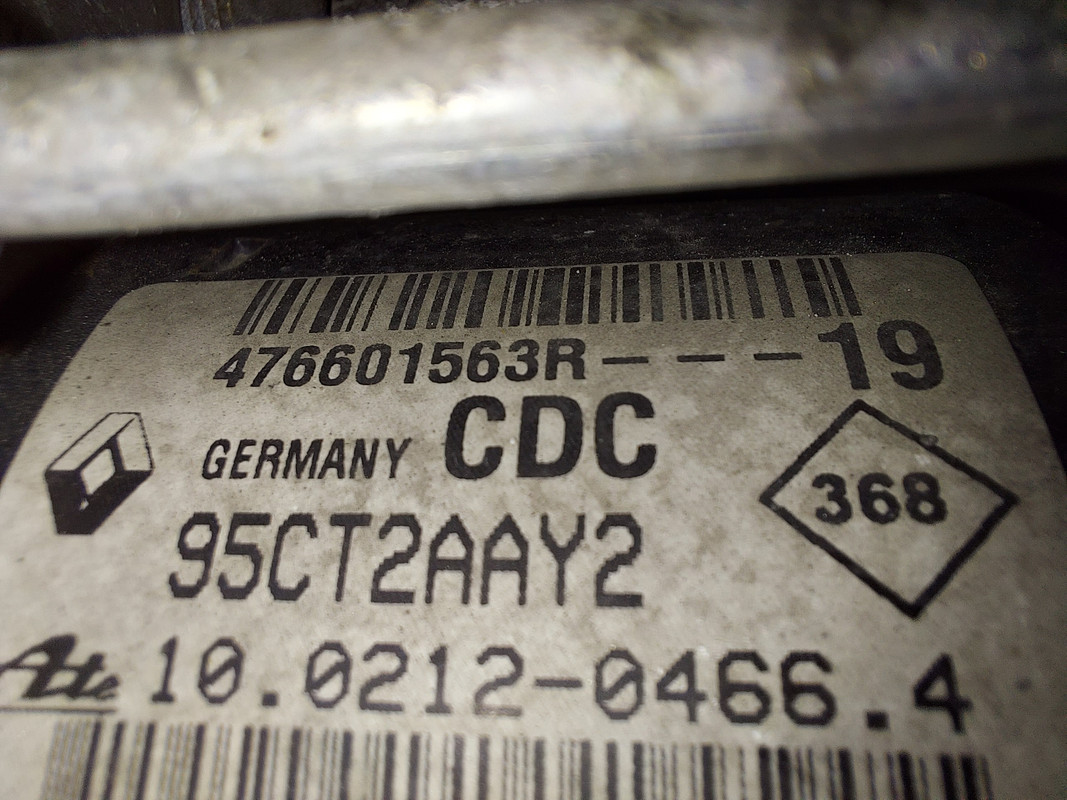 476601563R---19
GERMANY CDC
368
95CT2AAY2
Ate 10.0212-0466.4